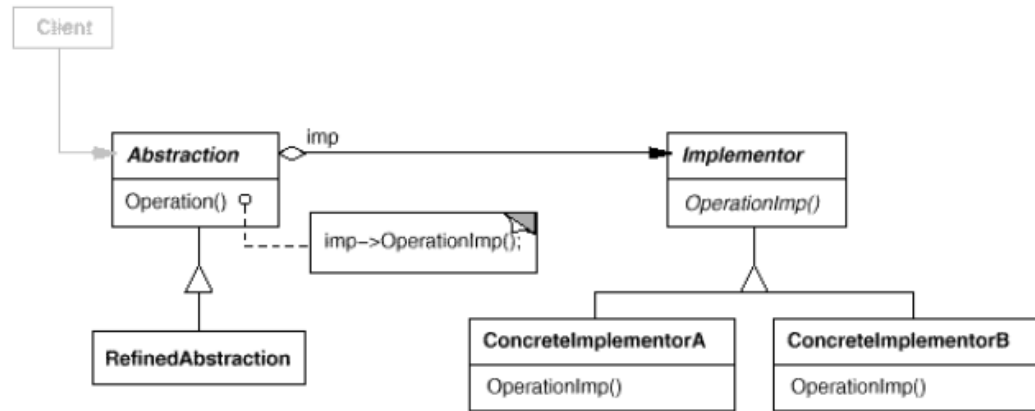 Client
imp
Abstraction
Implementor
Operation()
OperationImp()
imp->OperationImp();
RefinedAbstraction
ConcreteImplementorA
ConcreteImplementorB
OperationImp()
OperationImp()